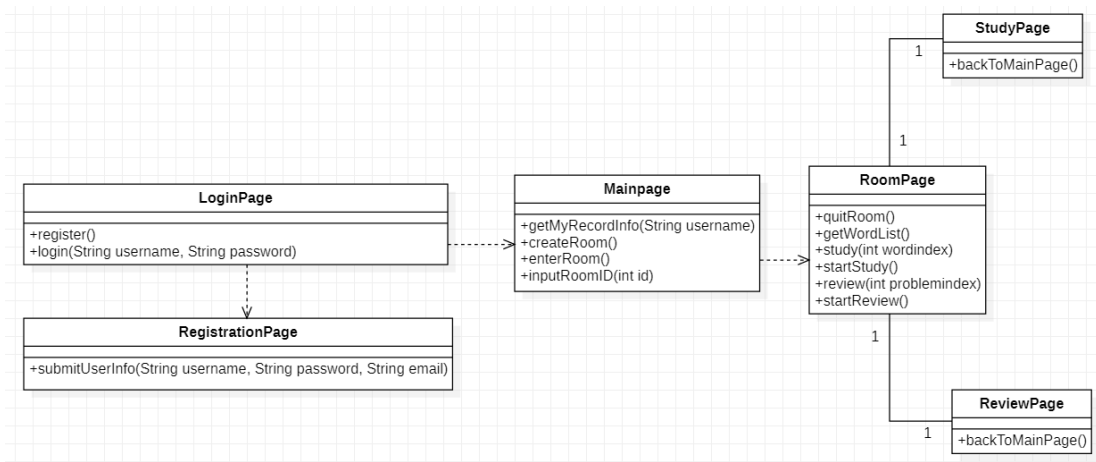 StudyPage
+backToMainPage()
1
1
LoginPage
+register()
+login(String username, String password)
Mainpage
+getMyRecordInfo(String username)
+createRoom()
+enterRoom()
+inputRoomID(int id)
RoomPage
+quitRoom()
+getWordList()
+study(int wordindex)
+startStudy()
+review(int problemindex)
+startReview()
RegistrationPage
+submitUserInfo(String username, String password, String email)
1
1
ReviewPage
+backToMainPage()